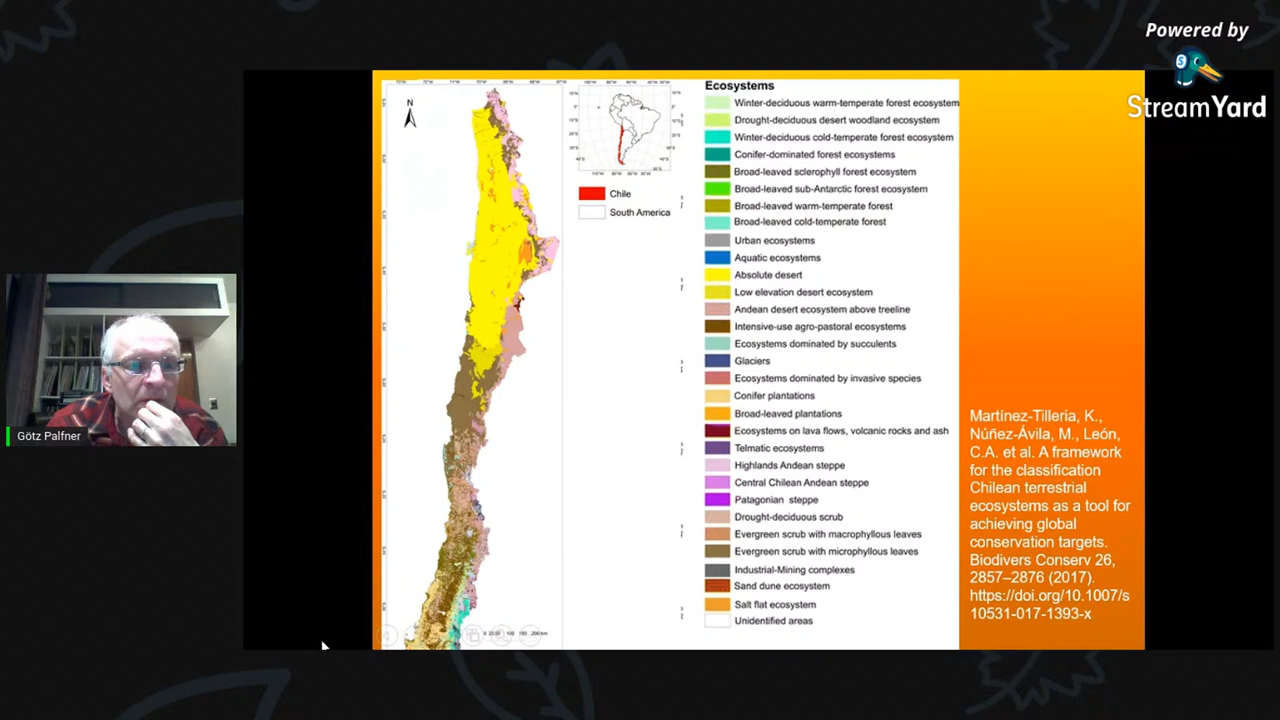 Powered by
StreamYard
N
Chile
South America
Ecosystems
Winter-deciduous warm-temperate forest ecosystem
Drought-deciduous desert woodland ecosystem
Winter-deciduous cold-temperate forest ecosystem
Conifer-dominated forest ecosystems
Broad-leaved sclerophyll forest ecosystem
Broad-leaved sub-Antarctic forest ecosystem
Broad-leaved warm-temperate forest
Broad-leaved cold-temperate forest
Urban ecosystems
Aquatic ecosystems
Absolute desert
Low elevation desert ecosystem
Andean desert ecosystem above treeline
Intensive-use agro-pastoral ecosystems
Ecosystems dominated by succulents
Glaciers
Ecosystems dominated by invasive species
Conifer plantations
Broad-leaved plantations
Ecosystems on lava flows, volcanic rocks and ash
Telmatic ecosystems
Highlands Andean steppe
Central Chilean Andean steppe
Patagonian steppe
Drought-deciduous scrub
Evergreen scrub with macrophyllous leaves
Evergreen scrub with microphyllous leaves
Industrial-Mining complexes
Sand dune ecosystem
Salt flat ecosystem
Unidentified areas
Martínez-Tilleria, K.,
Núñez-Ávila, M., León,
C.A. et al. A framework
for the classification
Chilean terrestrial
ecosystems as a tool for
achieving global
conservation targets.
Biodivers Conserv 26,
2857–2876 (2017).
https://doi.org/10.1007/s
10531-017-1393-x
Götz Palfner